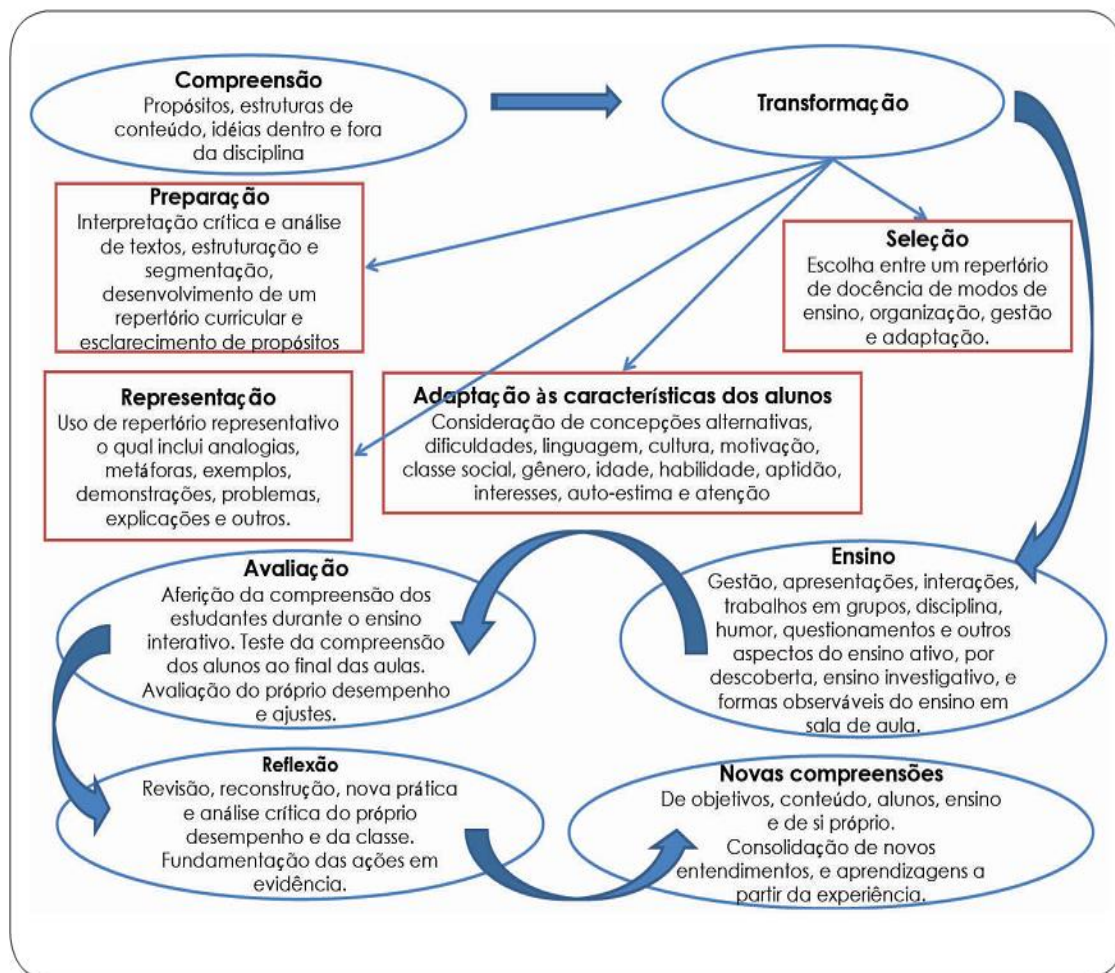 Compreensão
Propósitos, estruturas de
conteúdo, idéias dentro e fora
da disciplina
Transformação
Preparação
Interpretação crítica e análise
de textos, estruturação e
segmentação,
desenvolvimento de um
repertório curricular e
esclarecimento de propósitos
Seleção
Escolha entre um repertório
de docência de modos de
ensino, organização, gestão
e adaptação.
Representação
Uso de repertório representativo
o qual inclui analogias,
metáforas, exemplos,
demonstrações, problemas,
explicações e outros.
Adaptação às características dos alunos
Consideração de concepções alternativas,
dificuldades, linguagem, cultura, motivação,
classe social, gênero, idade, habilidade, aptidão,
interesses, auto-estima e atenção
Avaliação
Aferição da compreensão dos
estudantes durante o ensino
interativo. Teste da compreensão
dos alunos ao final das aulas.
Avaliação do próprio desempenho
e ajustes.
Ensino
Gestão, apresentações, interações,
trabalhos em grupos, disciplina,
humor, questionamentos e outros
aspectos do ensino ativo, por
descoberta, ensino investigativo, e
formas observáveis do ensino em
sala de aula.
Reflexão
Revisão, reconstrução, nova prática
e análise crítica do próprio
desempenho e da classe.
Fundamentação das ações em
evidência.
Novas compreensões
De objetivos, conteúdo, alunos, ensino
e de si próprio.
Consolidação de novos
entendimentos, e aprendizagens a
partir da experiência.